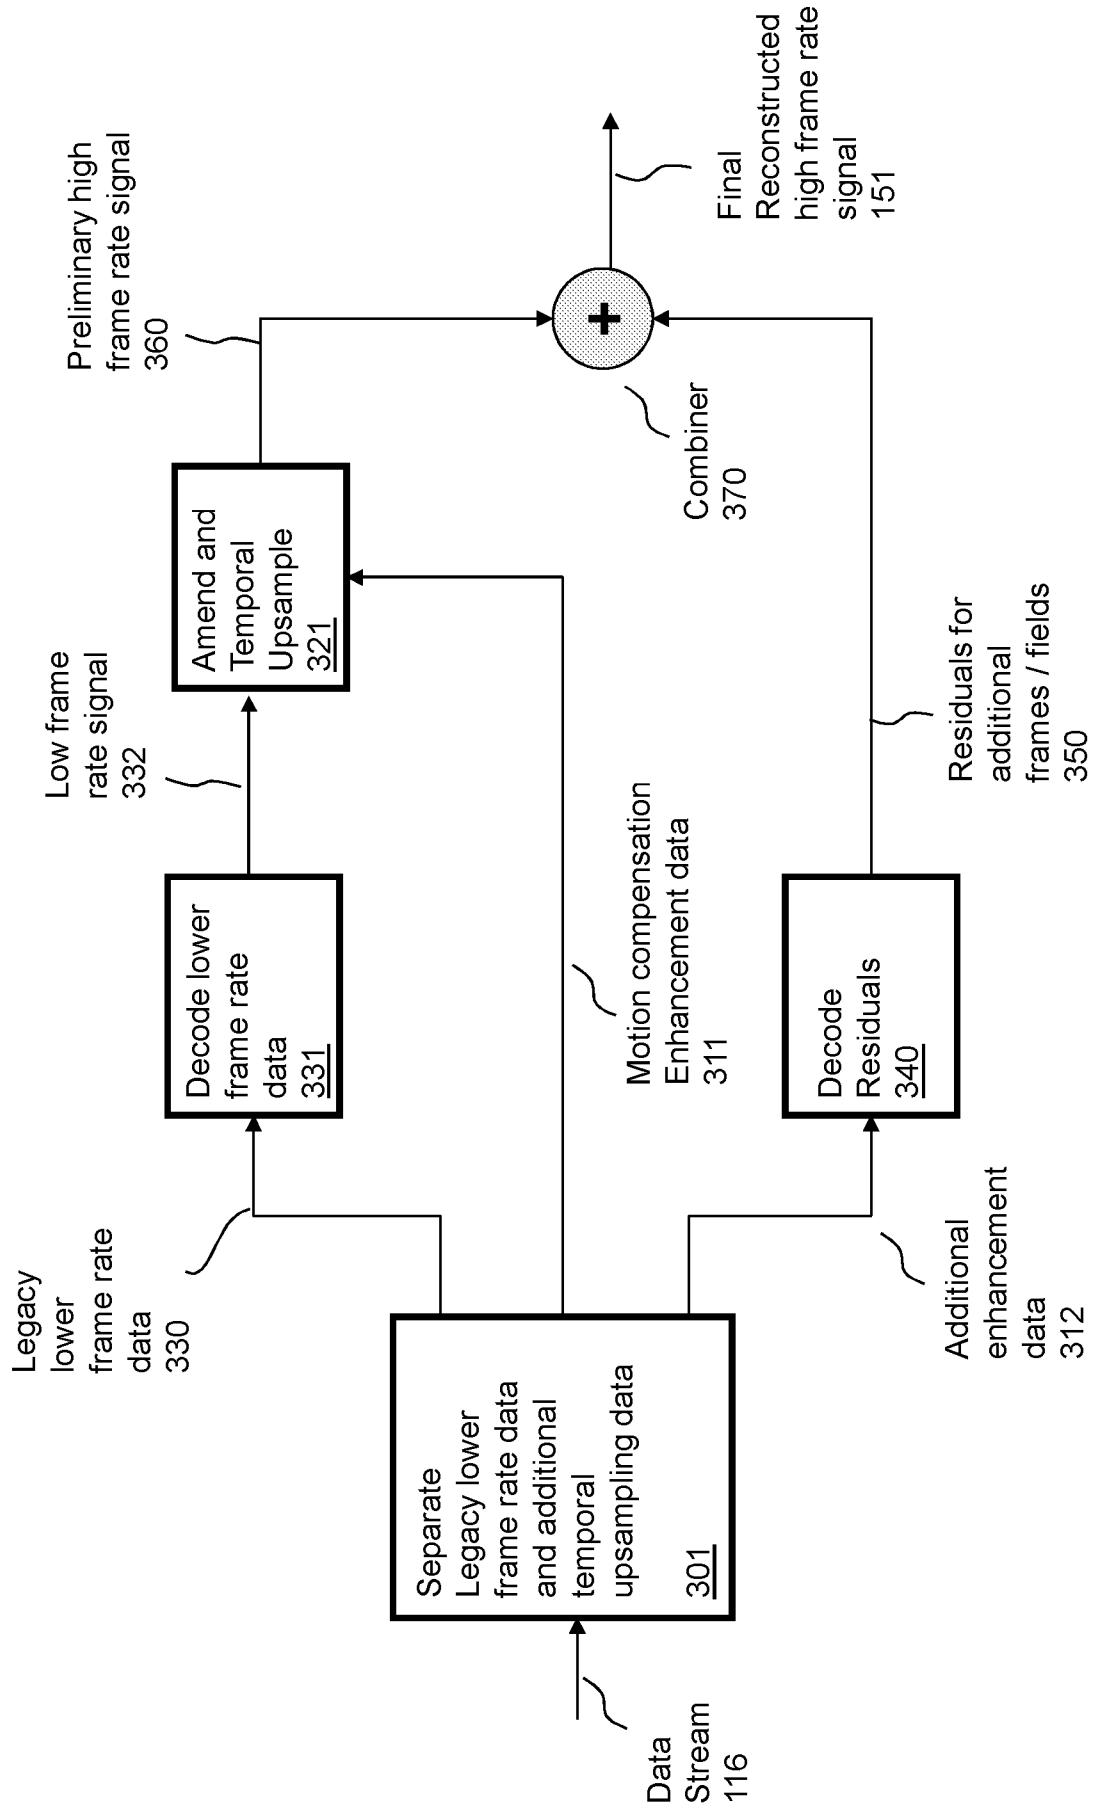 Data
Stream
116
Separate
Legacy lower
frame rate data
and additional
temporal
upsampling data
301
Legacy
lower
frame rate
data
330
Decode lower
frame rate
data
331
Low frame
rate signal
332
Amend and
Temporal
Upsample
321
Preliminary high
frame rate signal
360
Motion compensation
Enhancement data
311
Additional
enhancement
data
312
Decode
Residuals
340
Residuals for
additional
frames / fields
350
+
Combiner
370
Final
Reconstructed
high frame rate
signal
151